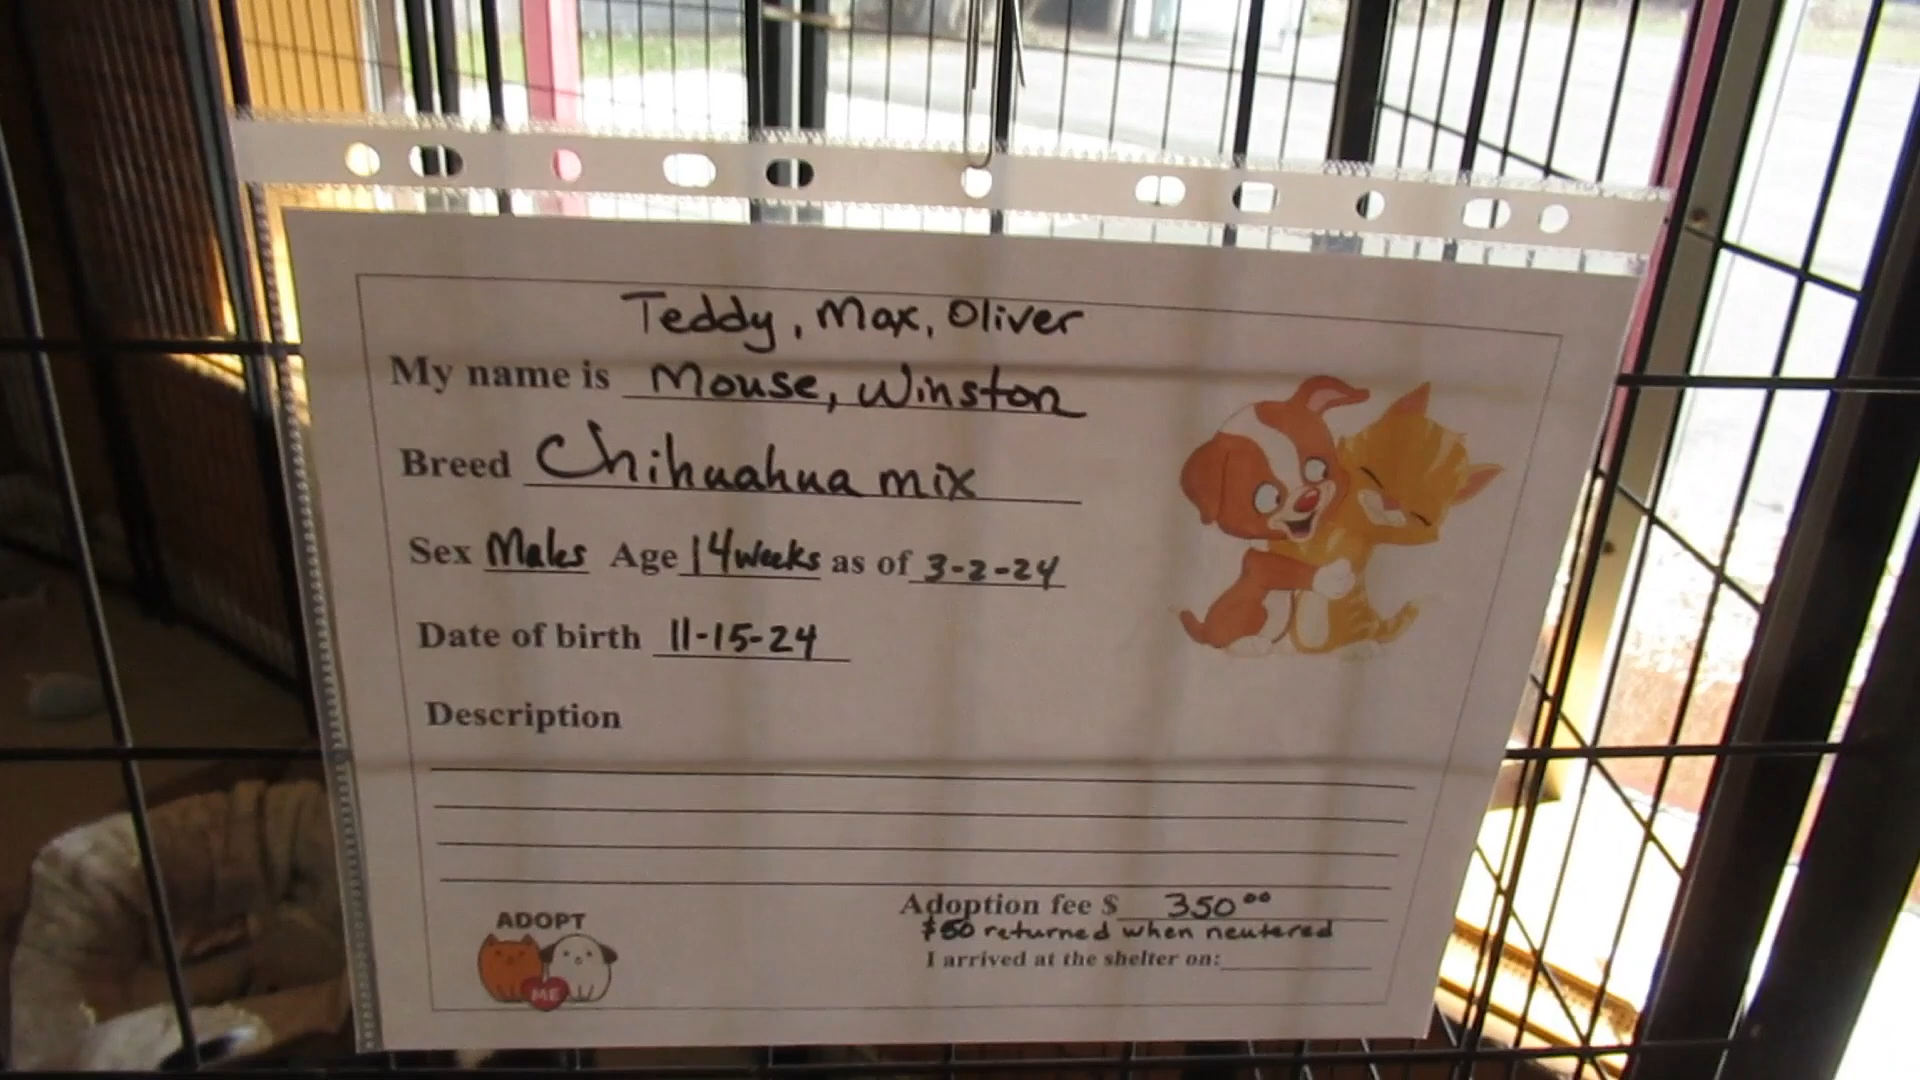 Teddy, Max, Oliver
My name is Mouse, Winston
Breed Chihuahua mix
Sex Males Age 14 weeks as of 3-2-24
Date of birth 11-15-24
Description
Adoption fee $ 350⁰⁰
$50 returned when neutered
I arrived at the shelter on:
ADOPT
ME